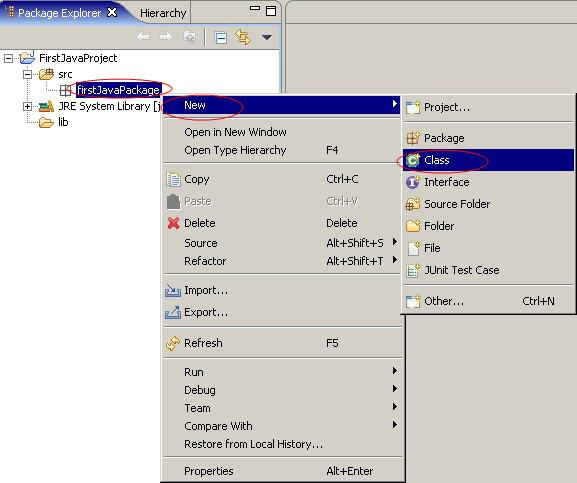 Package Explorer
Hierarchy
FirstJavaProject
src
firstJavaPackage
JRE System Library [j
lib
New
Open in New Window
Open Type Hierarchy F4
Copy Ctrl+C
Paste Ctrl+V
Delete Delete
Source Alt+Shift+S
Refactor Alt+Shift+T
Import...
Export...
Refresh F5
Run
Debug
Team
Compare With
Restore from Local History...
Properties Alt+Enter
Project...
Package
Class
Interface
Source Folder
Folder
File
JUnit Test Case
Other... Ctrl+N